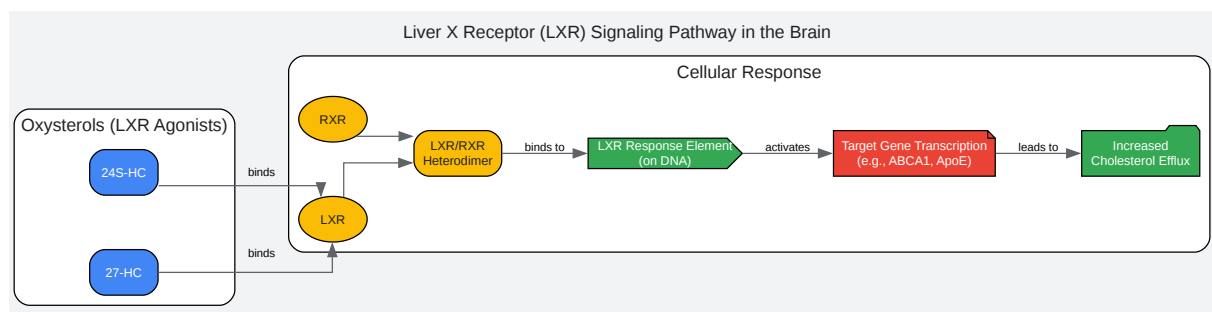 Liver X Receptor (LXR) Signaling Pathway in the Brain
Cellular Response
Oxysterols (LXR Agonists)
24S-HC
27-HC
binds
binds
RXR
LXR
LXR/RXR
Heterodimer
binds to
LXR Response Element
(on DNA)
activates
Target Gene Transcription
(e.g., ABCA1, ApoE)
leads to
Increased
Cholesterol Efflux